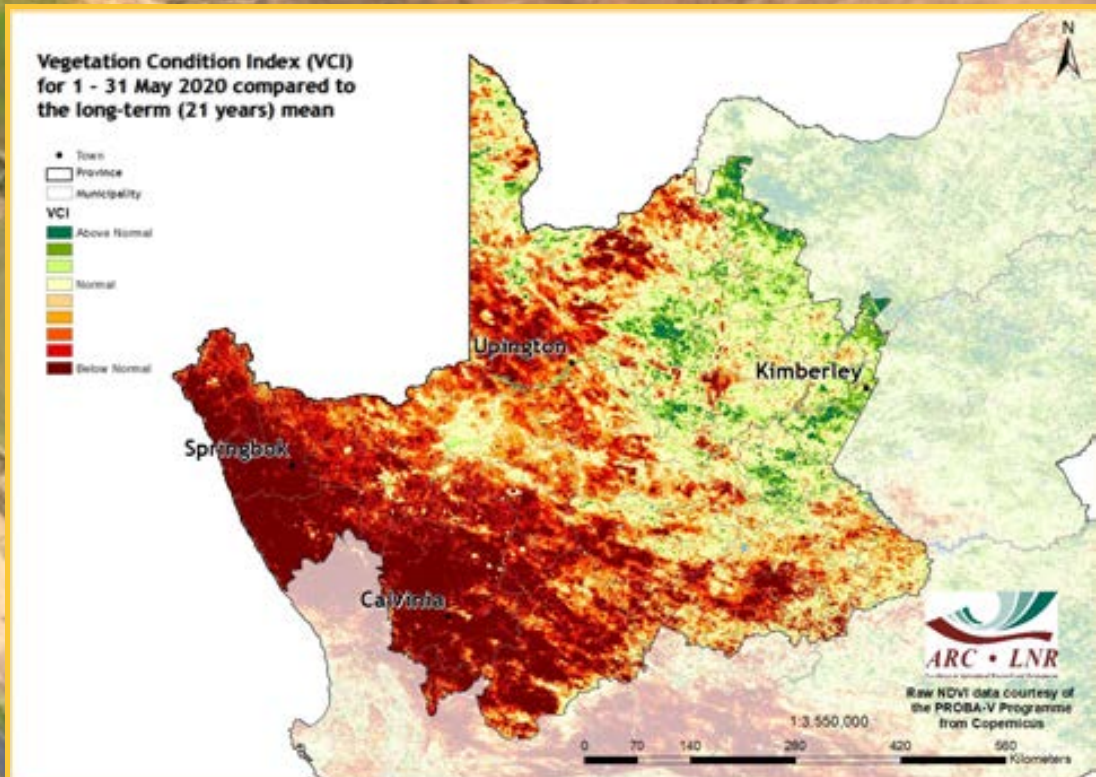 Vegetation Condition Index (VCI)
for 1 - 31 May 2020 compared to
the long-term (21 years) mean
N
Town
Province
Municipality
VCI
Above Normal
Normal
Below Normal
Upington
Kimberley
Springbok
Calvinia
ARC • LNR
Raw NDVI data courtesy of
the PROBA-V Programme
from Copernicus
1:3,550,000
0 70 140 280 420 560
Kilometers